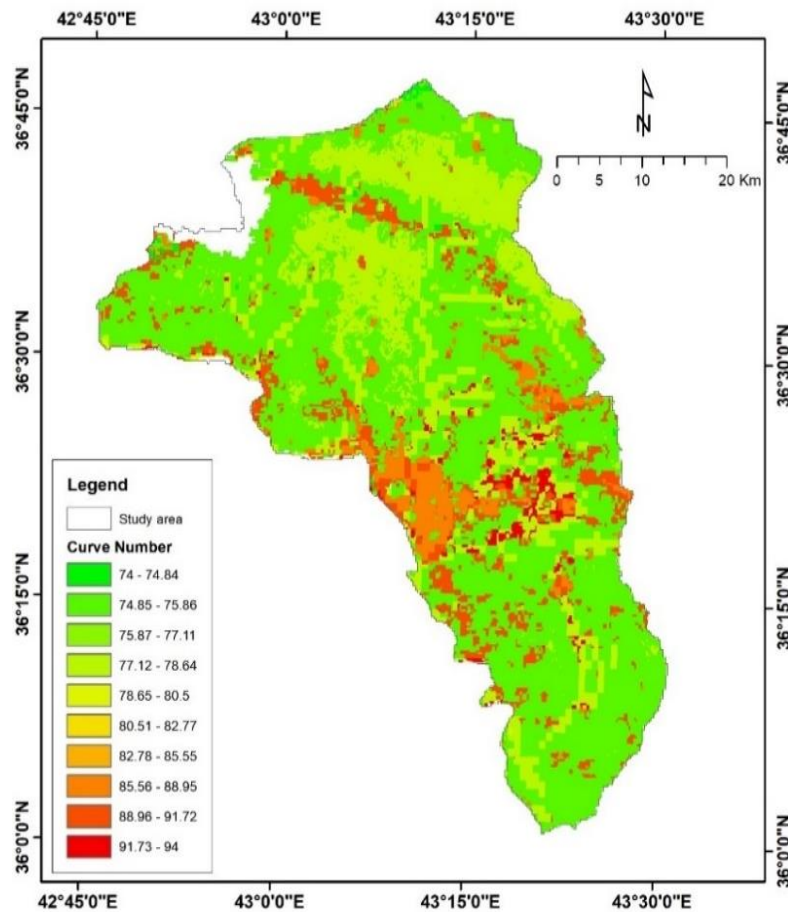 42°45'0"E 43°0'0"E 43°15'0"E 43°30'0"E
36°45'0"N 36°45'0"N
N
0 5 10 20 Km
36°30'0"N 36°30'0"N
Legend
Study area
Curve Number
74 - 74.84
74.85 - 75.86
75.87 - 77.11
77.12 - 78.64
78.65 - 80.5
80.51 - 82.77
82.78 - 85.55
85.56 - 88.95
88.96 - 91.72
91.73 - 94
36°15'0"N 36°15'0"N
36°0'0"N 36°0'0"N
42°45'0"E 43°0'0"E 43°15'0"E 43°30'0"E